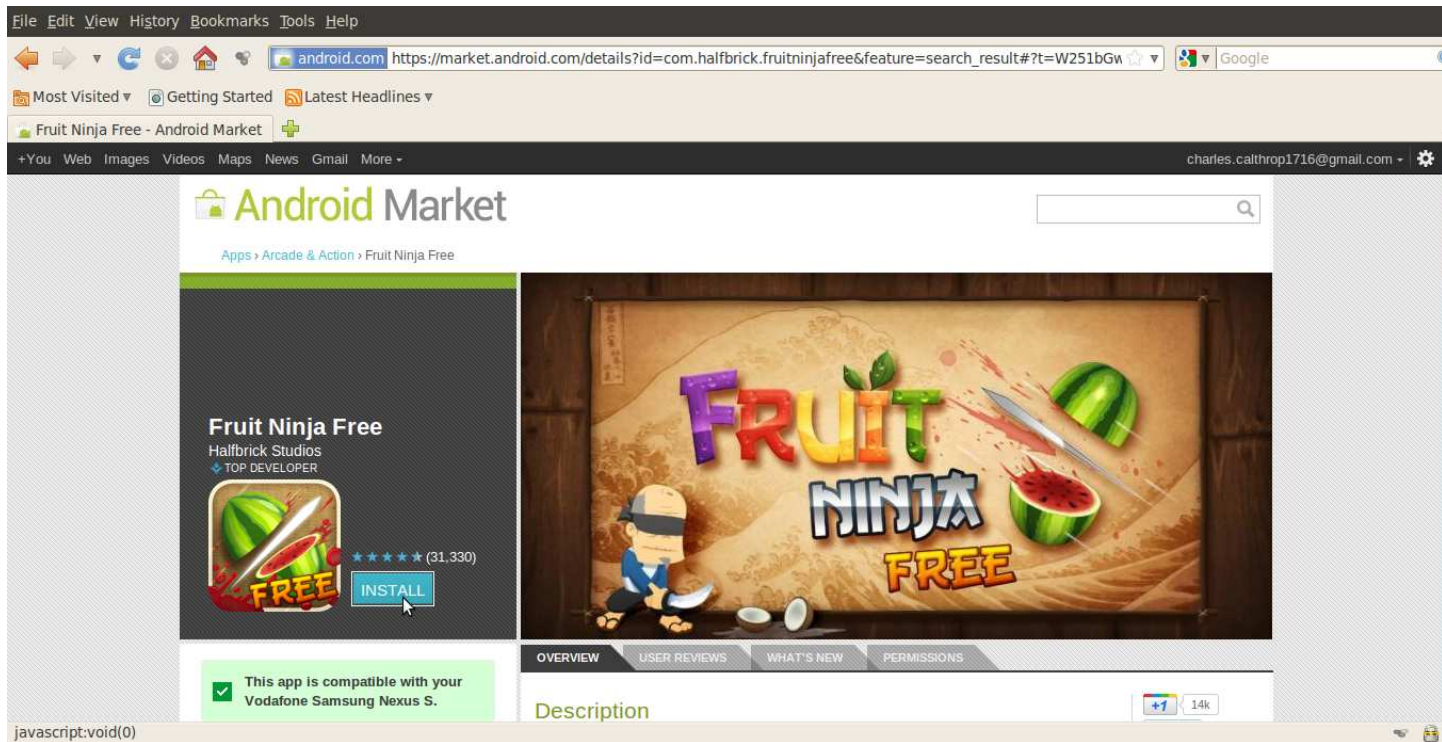 File Edit View History Bookmarks Tools Help
android.com https://market.android.com/details?id=com.halfbrick.fruitninjafree&feature=search_result#?t=W251bGw
Google
Most Visited Getting Started Latest Headlines
Fruit Ninja Free - Android Market
+You Web Images Videos Maps News Gmail More
charles.calthrop1716@gmail.com
Android Market
Apps › Arcade & Action › Fruit Ninja Free
Fruit Ninja Free
Halfbrick Studios
TOP DEVELOPER
FREE
(31,330)
INSTALL
FRUIT
NINJA
FREE
This app is compatible with your
Vodafone Samsung Nexus S.
OVERVIEW USER REVIEWS WHAT'S NEW PERMISSIONS
Description
+1 14k
javascript:void(0)